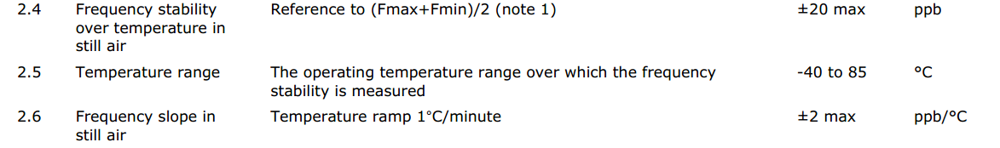 2.4 Frequency stability Reference to (Fmax+Fmin)/2 (note 1) ±20 max ppb
over temperature in
still air
2.5 Temperature range The operating temperature range over which the frequency -40 to 85 °C
stability is measured
2.6 Frequency slope in Temperature ramp 1°C/minute ±2 max ppb/°C
still air